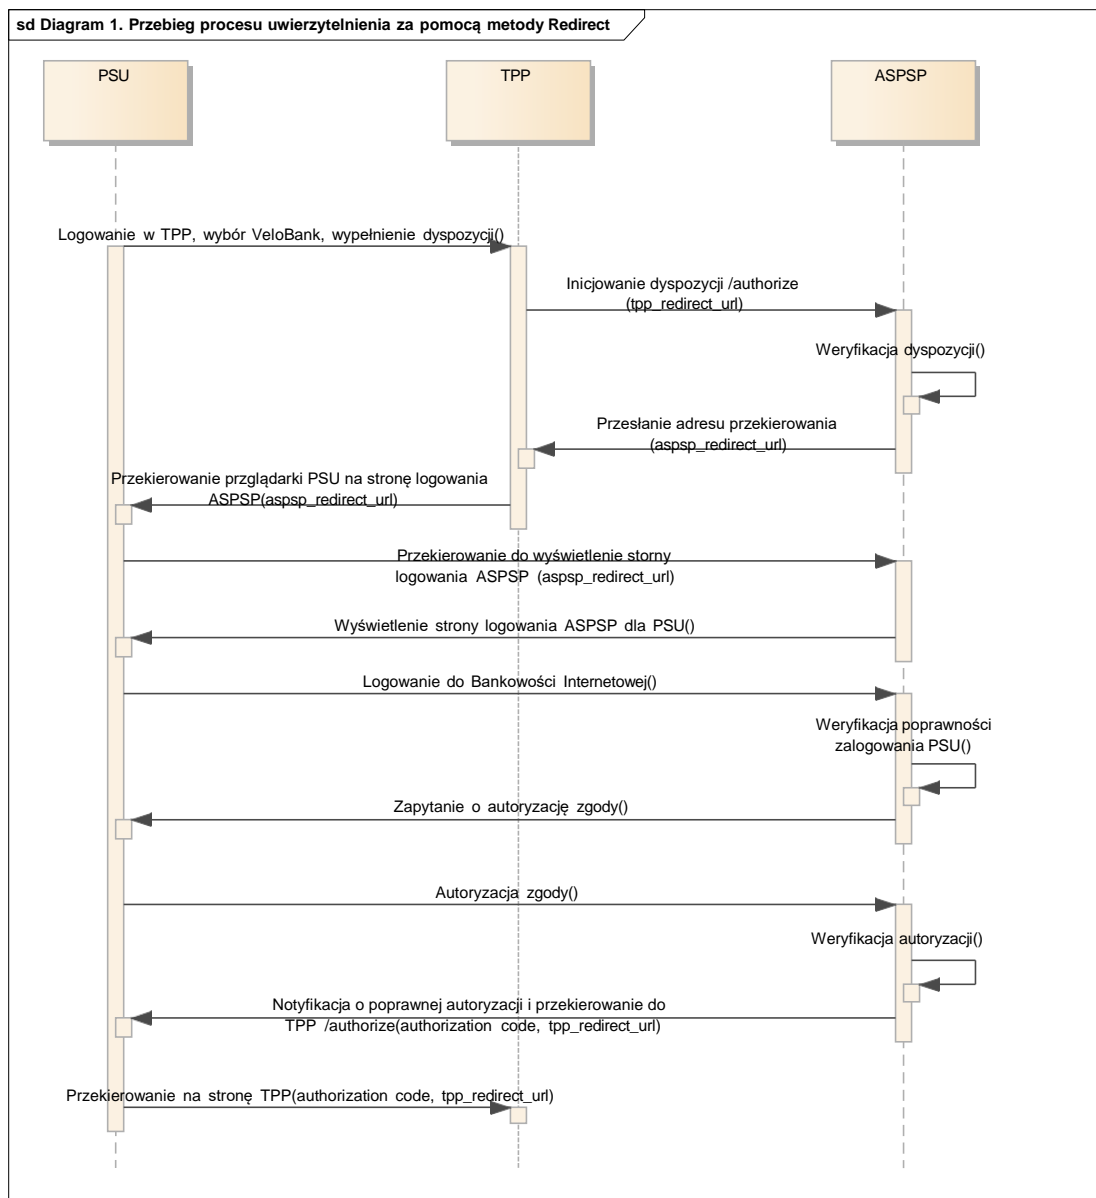 sd Diagram 1. Przebieg procesu uwierzytelnienia za pomocą metody Redirect
PSU
TPP
ASPSP
Logowanie w TPP, wybór VeloBank, wypełnienie dyspozycji()
Inicjowanie dyspozycji /authorize
(tpp_redirect_url)
Weryfikacja dyspozycji()
Przesłanie adresu przekierowania
(aspsp_redirect_url)
Przekierowanie przglądarki PSU na stronę logowania
ASPSP(aspsp_redirect_url)
Przekierowanie do wyświetlenie storny
logowania ASPSP (aspsp_redirect_url)
Wyświetlenie strony logowania ASPSP dla PSU()
Logowanie do Bankowości Internetowej()
Weryfikacja poprawności
zalogowania PSU()
Zapytanie o autoryzację zgody()
Autoryzacja zgody()
Weryfikacja autoryzacji()
Notyfikacja o poprawnej autoryzacji i przekierowanie do
TPP /authorize(authorization code, tpp_redirect_url)
Przekierowanie na stronę TPP(authorization code, tpp_redirect_url)